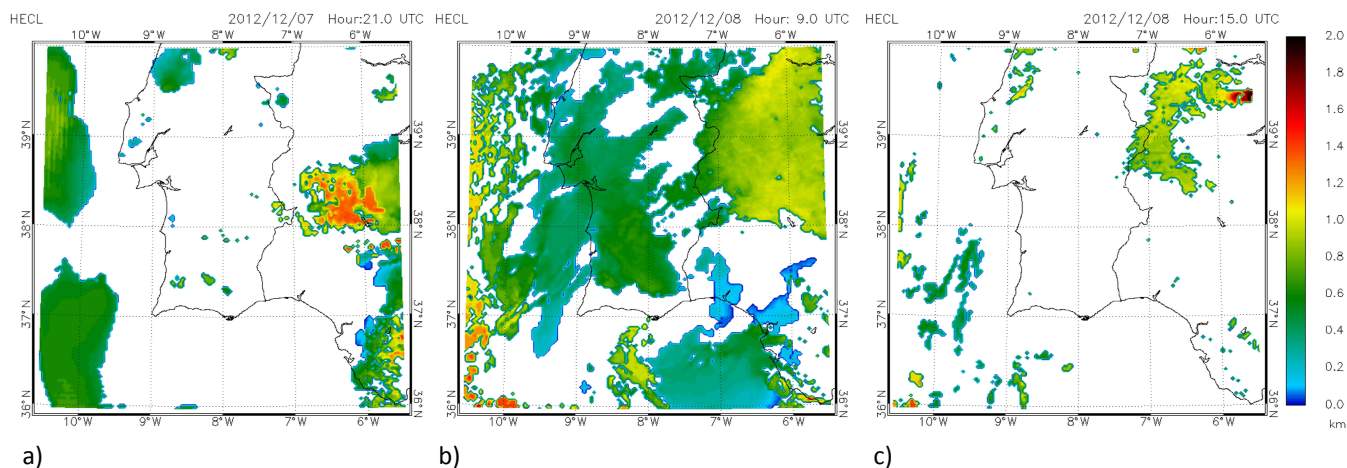 HECL 2012/12/07 Hour:21.0 UTC
10°W 9°W 8°W 7°W 6°W
39°N 39°N
38°N 38°N
37°N 37°N
36°N 36°N
10°W 9°W 8°W 7°W 6°W
a)
HECL 2012/12/08 Hour: 9.0 UTC
10°W 9°W 8°W 7°W 6°W
39°N 39°N
38°N 38°N
37°N 37°N
36°N 36°N
10°W 9°W 8°W 7°W 6°W
b)
HECL 2012/12/08 Hour:15.0 UTC
10°W 9°W 8°W 7°W 6°W
39°N 39°N
38°N 38°N
37°N 37°N
36°N 36°N
10°W 9°W 8°W 7°W 6°W
c)
2.0
1.8
1.6
1.4
1.2
1.0
0.8
0.6
0.4
0.2
0.0
km